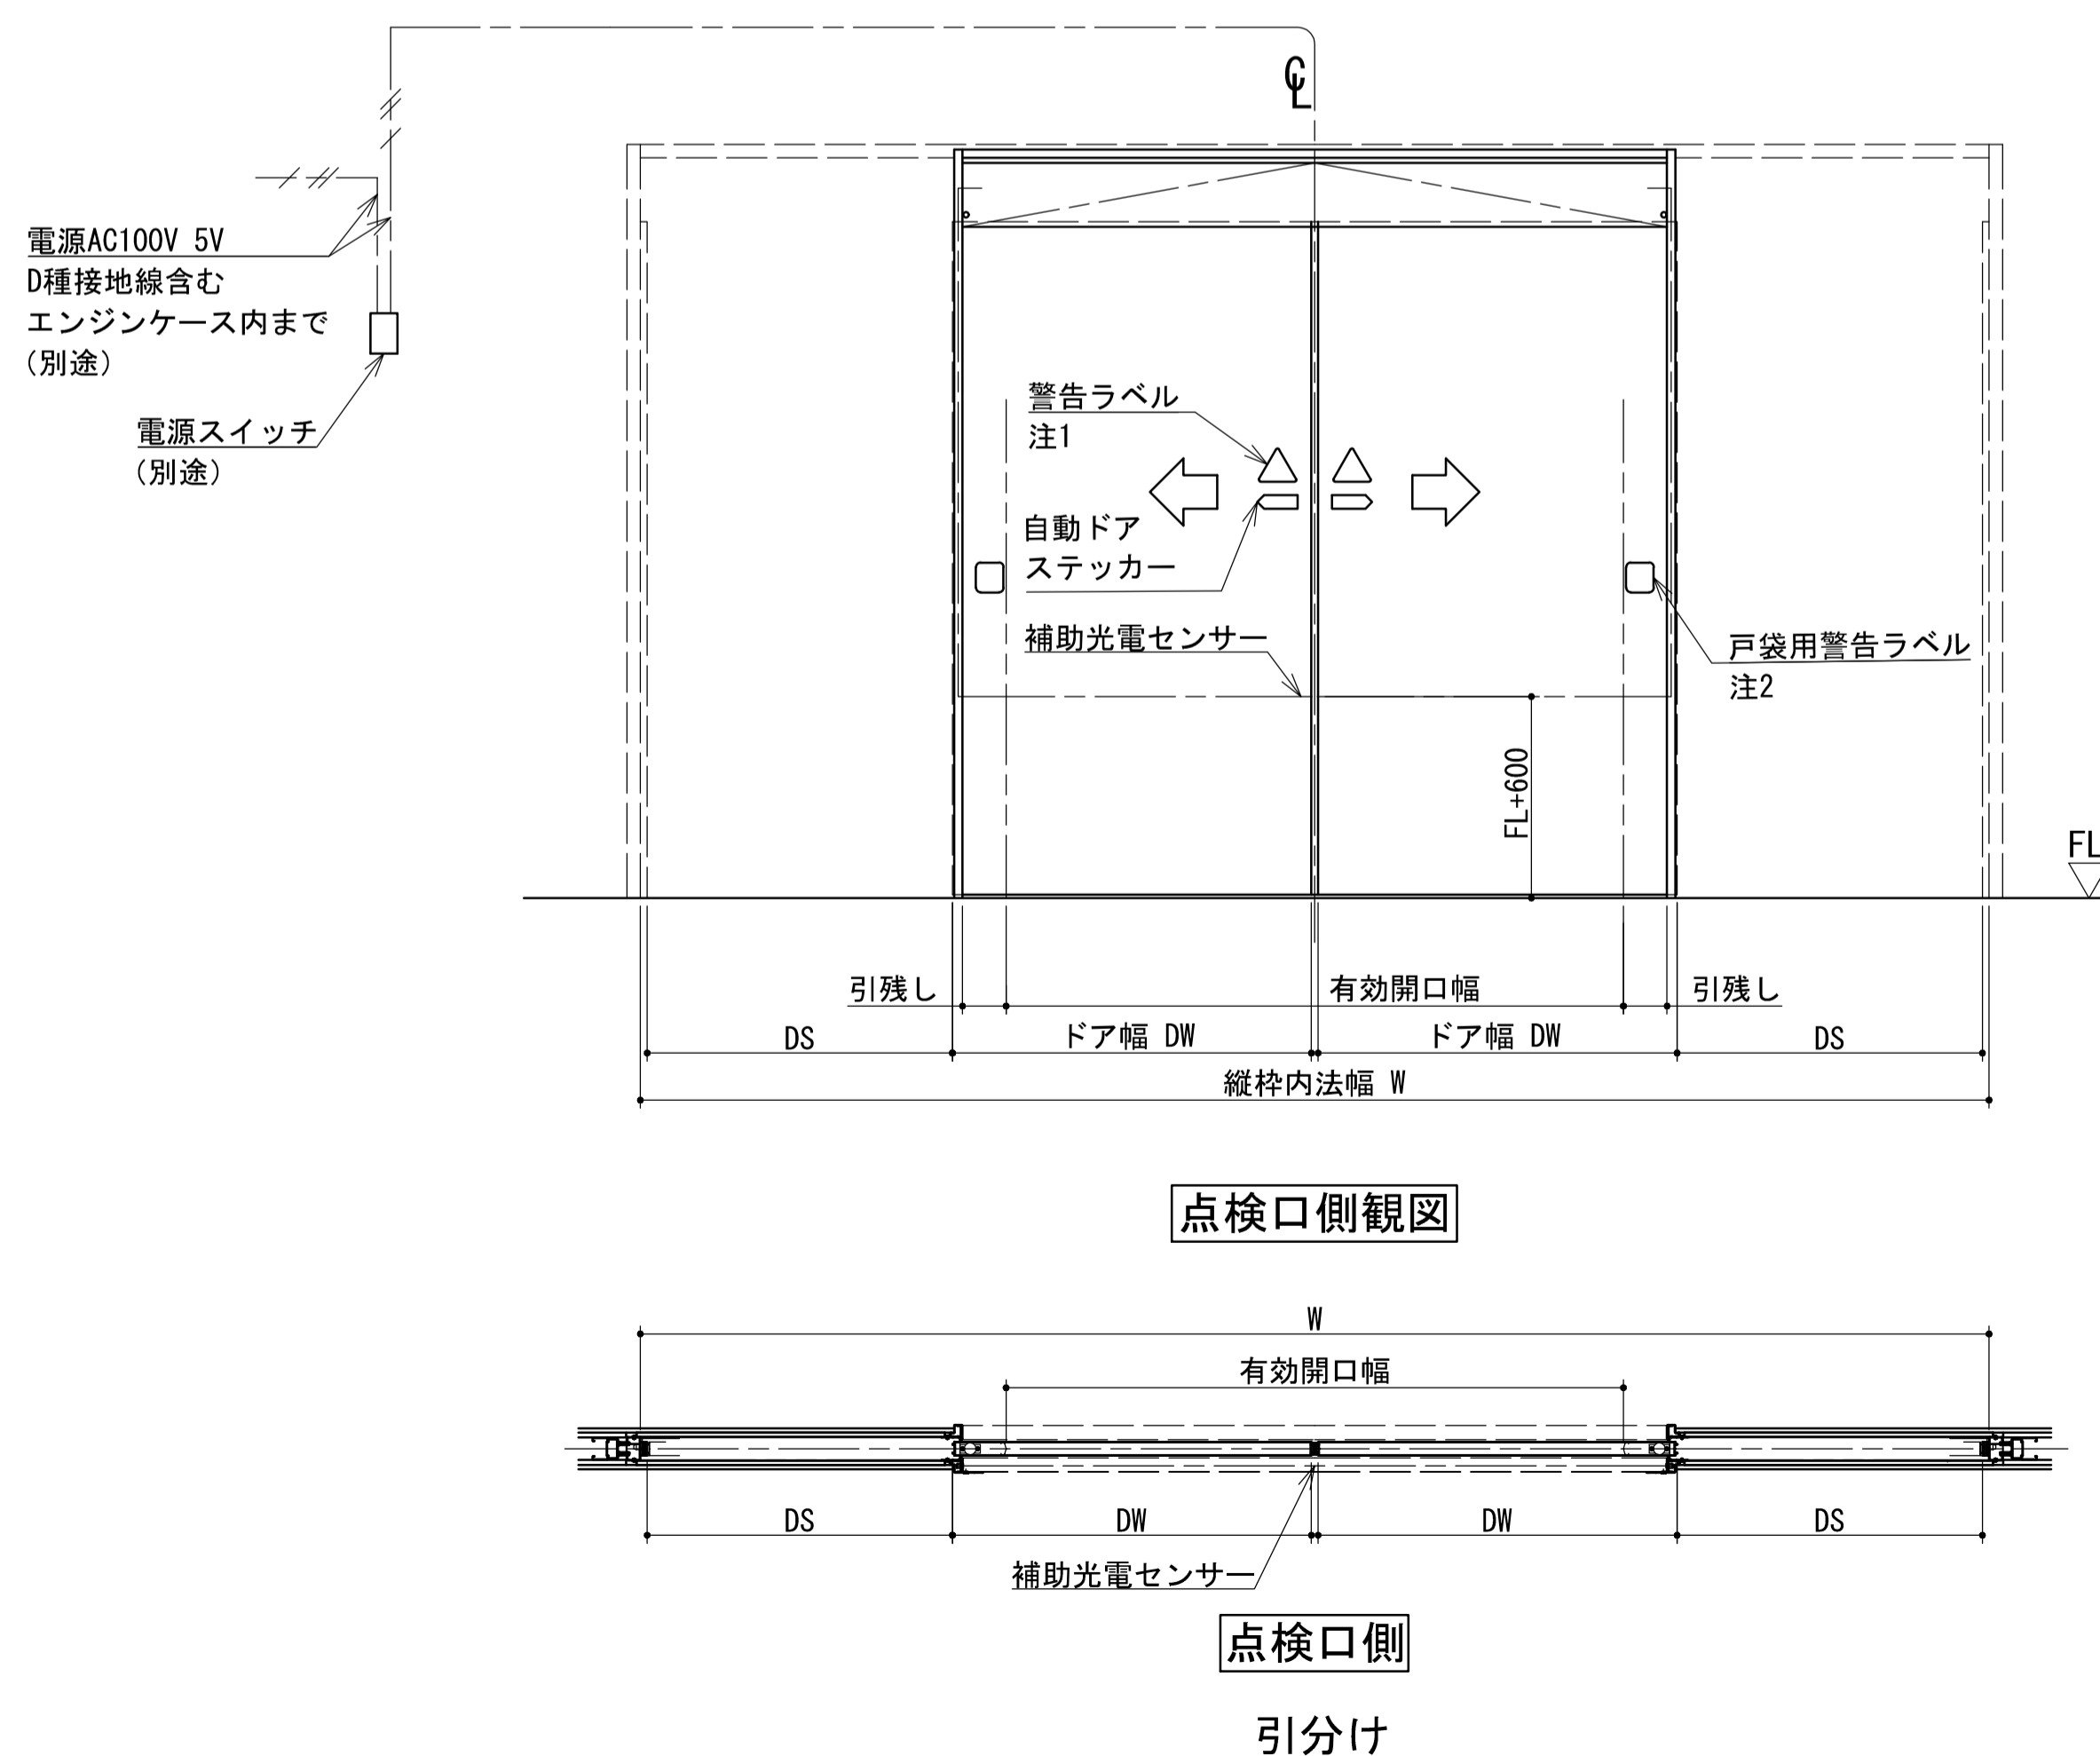 CL
電源AC100V 5V
D種接地線含む
エンジンケース内まで
(別途)
電源スイッチ
(別途)
警告ラベル
注1
自動ドア
ステッカー
補助光電センサー
戸袋用警告ラベル
注2
FL+600
FL
引残し
有効開口幅
引残し
DS
ドア幅 DW
ドア幅 DW
DS
縦枠内法幅 W
点検口側観図
W
有効開口幅
DS
DW
DW
DS
補助光電センサー
点検口側
引分け